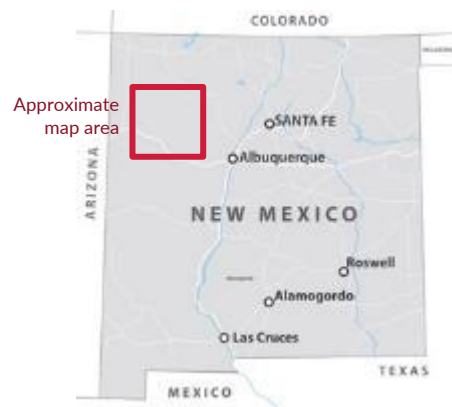 COLORADO
Approximate
map area
SANTA FE
Albuquerque
ARIZONA
NEW MEXICO
Roswell
Alamogordo
Las Cruces
TEXAS
MEXICO